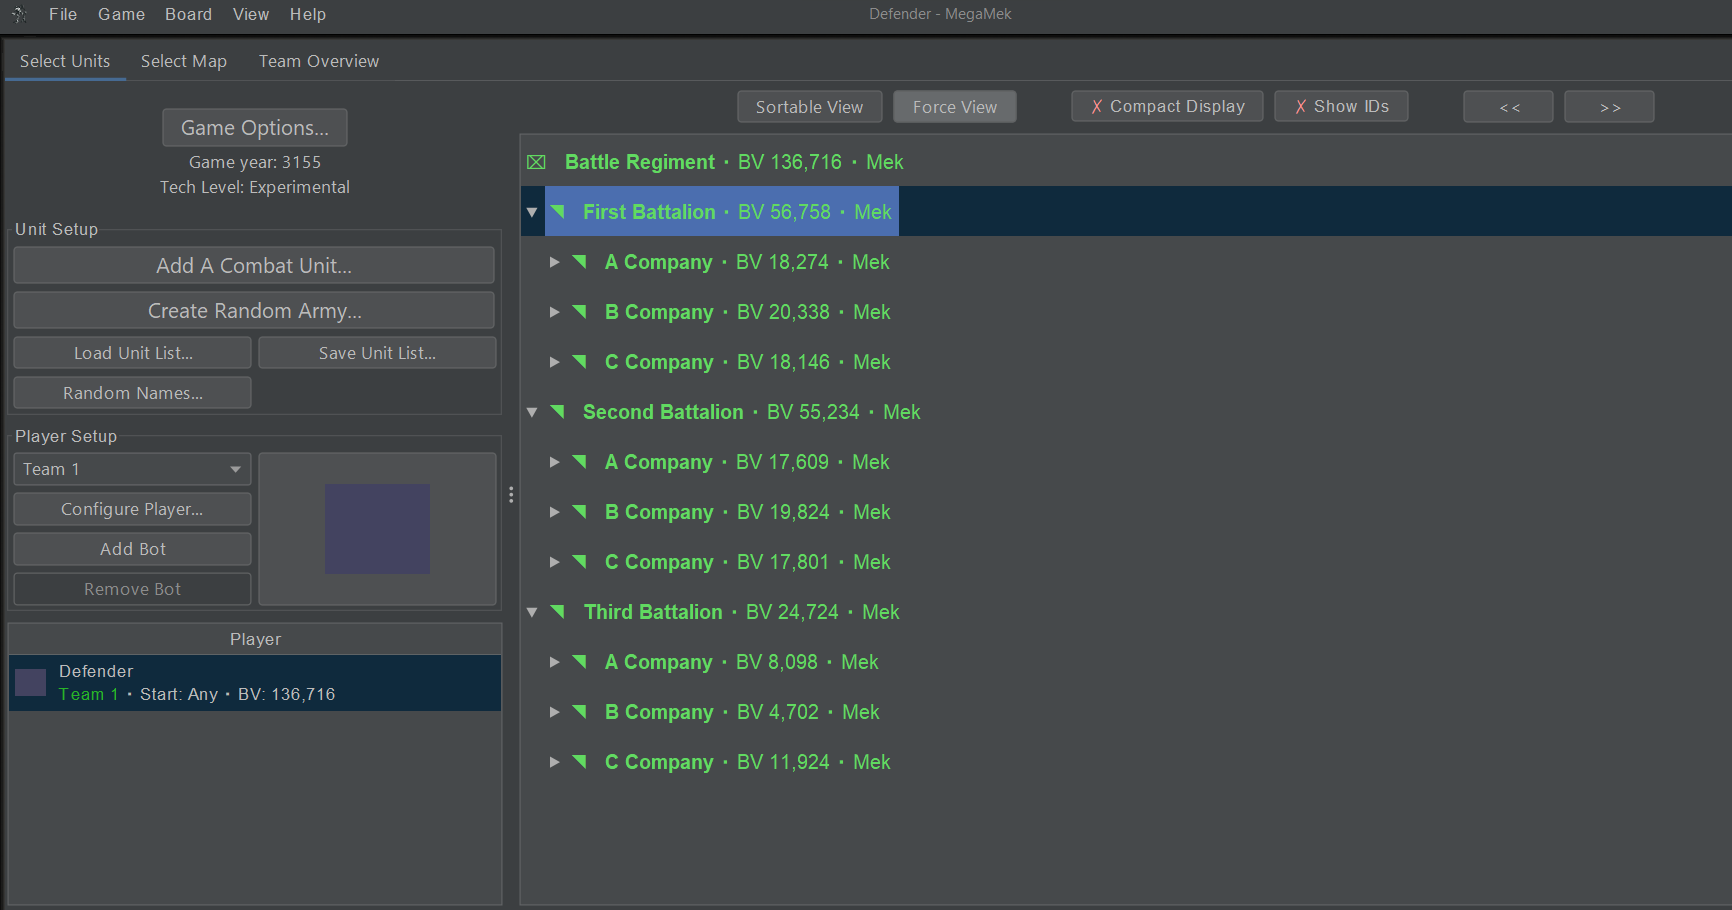 File Game Board View Help
Defender - MegaMek
Select Units Select Map Team Overview
Sortable View Force View ✗ Compact Display ✗ Show IDs << >>
Game Options...
Game year: 3155
Tech Level: Experimental
Unit Setup
Add A Combat Unit...
Create Random Army...
Load Unit List... Save Unit List...
Random Names...
Player Setup
Team 1
Configure Player...
Add Bot
Remove Bot
Player
Defender
Team 1 · Start: Any · BV: 136,716
Battle Regiment · BV 136,716 · Mek
First Battalion · BV 56,758 · Mek
A Company · BV 18,274 · Mek
B Company · BV 20,338 · Mek
C Company · BV 18,146 · Mek
Second Battalion · BV 55,234 · Mek
A Company · BV 17,609 · Mek
B Company · BV 19,824 · Mek
C Company · BV 17,801 · Mek
Third Battalion · BV 24,724 · Mek
A Company · BV 8,098 · Mek
B Company · BV 4,702 · Mek
C Company · BV 11,924 · Mek